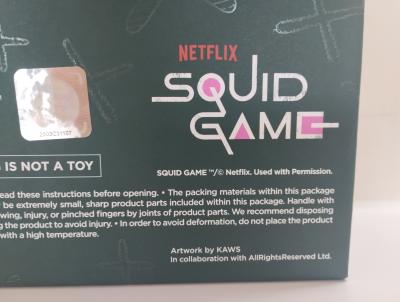 NETFLIX
SQUID
GAME
2003C31107
IS NOT A TOY
SQUID GAME ™/© Netflix. Used with Permission.
ead these instructions before opening. • The packing materials within this package
be extremely small, sharp product parts included within this package. Handle with
wing, injury, or pinched fingers by joints of product parts. We recommend disposing
g the product to avoid injury. • In order to avoid deformation, do not place the product
with a high temperature.
Artwork by KAWS
In collaboration with AllRightsReserved Ltd.